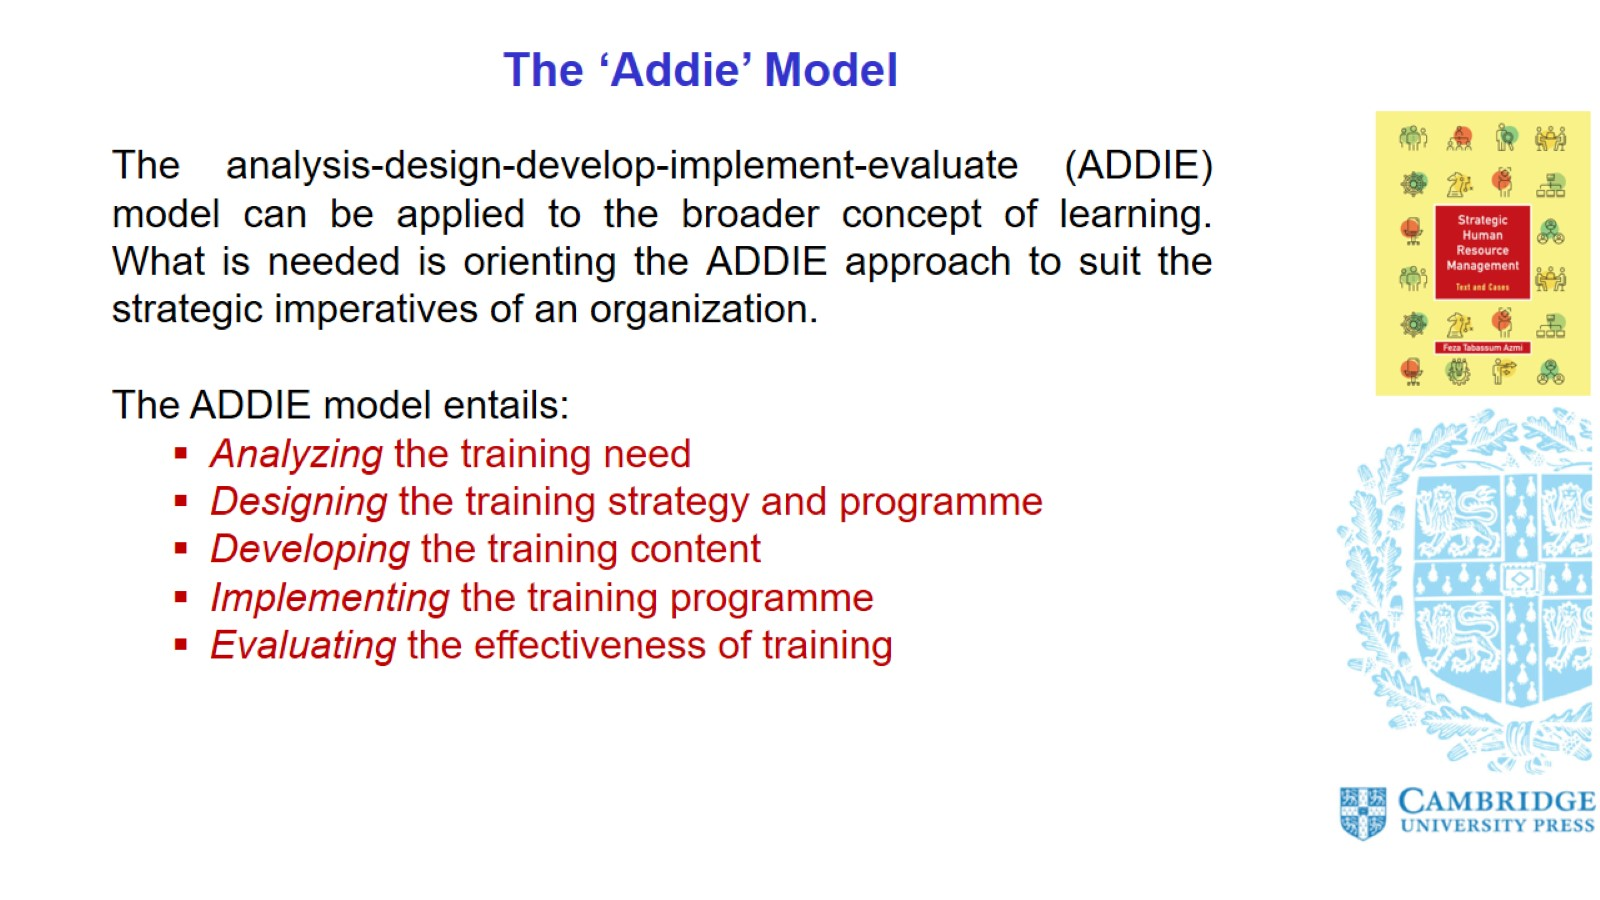 The ‘Addie’ Model
The analysis-design-develop-implement-evaluate (ADDIE)
model can be applied to the broader concept of learning.
What is needed is orienting the ADDIE approach to suit the
strategic imperatives of an organization.
The ADDIE model entails:
▪ Analyzing the training need
▪ Designing the training strategy and programme
▪ Developing the training content
▪ Implementing the training programme
▪ Evaluating the effectiveness of training
Strategic
Human
Resource
Management
Text and Cases
Feza Tabassum Azmi
CAMBRIDGE
UNIVERSITY PRESS